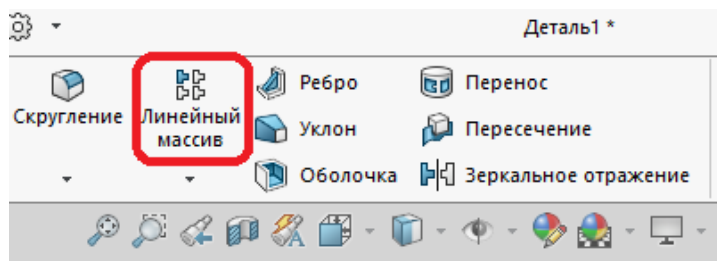 Деталь1 *
Скругление
Линейный
массив
Ребро
Уклон
Оболочка
Перенос
Пересечение
Зеркальное отражение